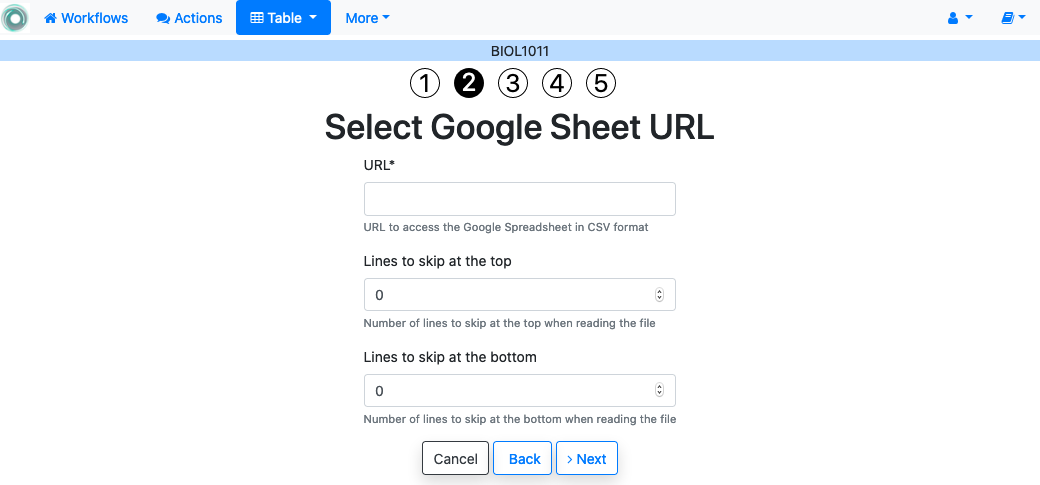 Workflows Actions Table More
BIOL1011
1 2 3 4 5
Select Google Sheet URL
URL*
URL to access the Google Spreadsheet in CSV format
Lines to skip at the top
0
Number of lines to skip at the top when reading the file
Lines to skip at the bottom
0
Number of lines to skip at the bottom when reading the file
Cancel Back › Next